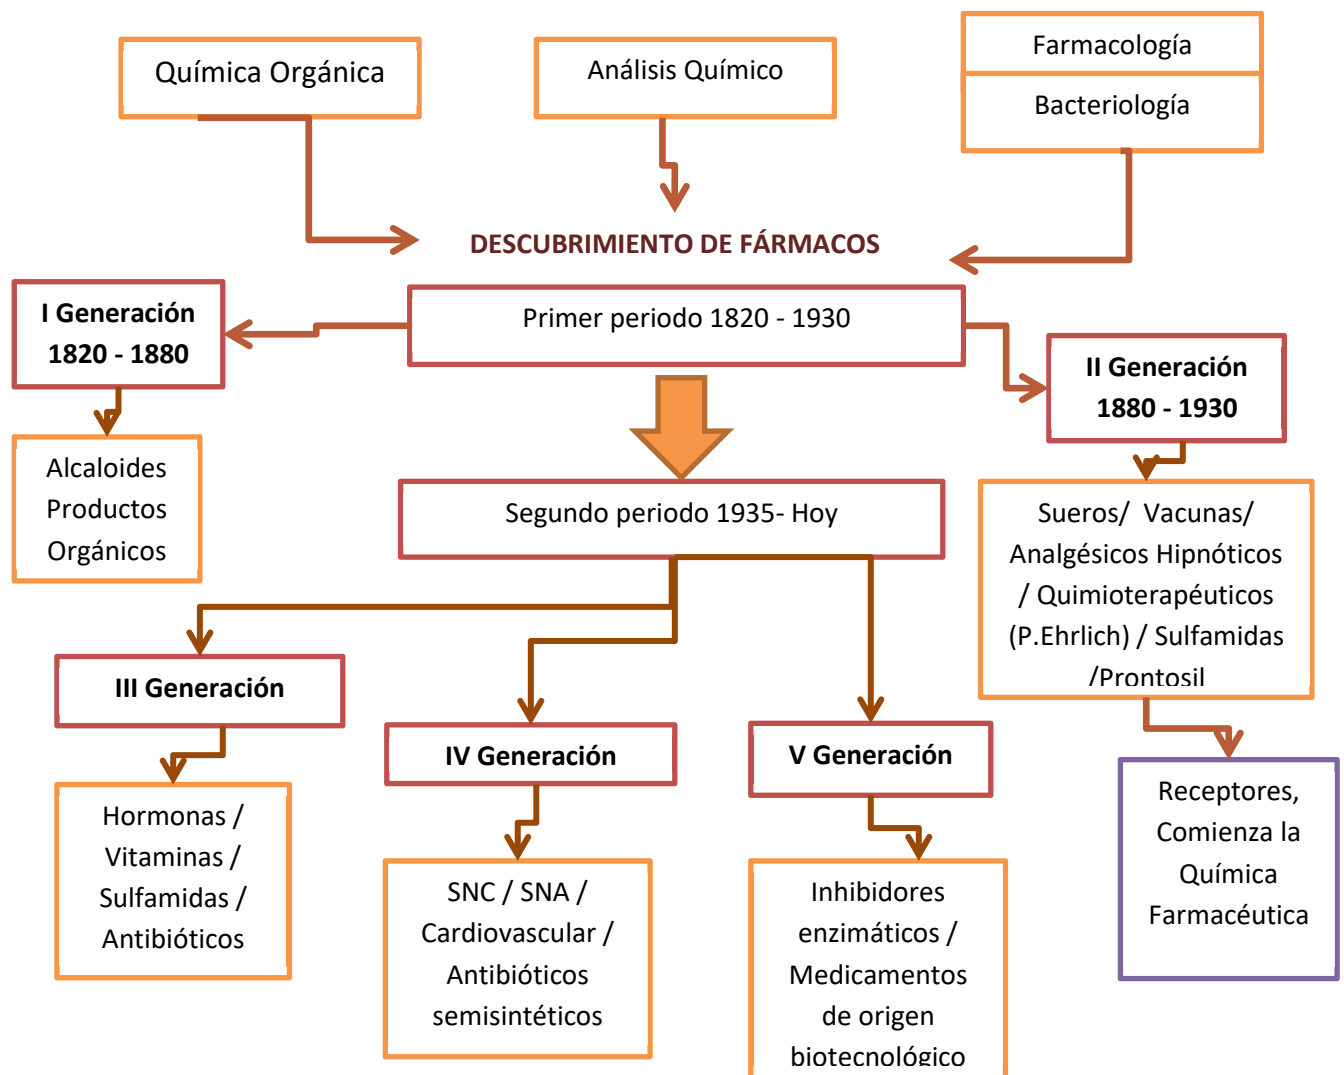 Química Orgánica
Análisis Químico
Farmacología
Bacteriología
DESCUBRIMIENTO DE FÁRMACOS
I Generación
1820 - 1880
Primer periodo 1820 - 1930
II Generación
1880 - 1930
Alcaloides
Productos
Orgánicos
Segundo periodo 1935- Hoy
Sueros/ Vacunas/
Analgésicos Hipnóticos
/ Quimioterapéuticos
(P.Ehrlich) / Sulfamidas
/Prontosil
III Generación
IV Generación
V Generación
Hormonas /
Vitaminas /
Sulfamidas /
Antibióticos
SNC / SNA /
Cardiovascular /
Antibióticos
semisintéticos
Inhibidores
enzimáticos /
Medicamentos
de origen
biotecnológico
Receptores,
Comienza la
Química
Farmacéutica